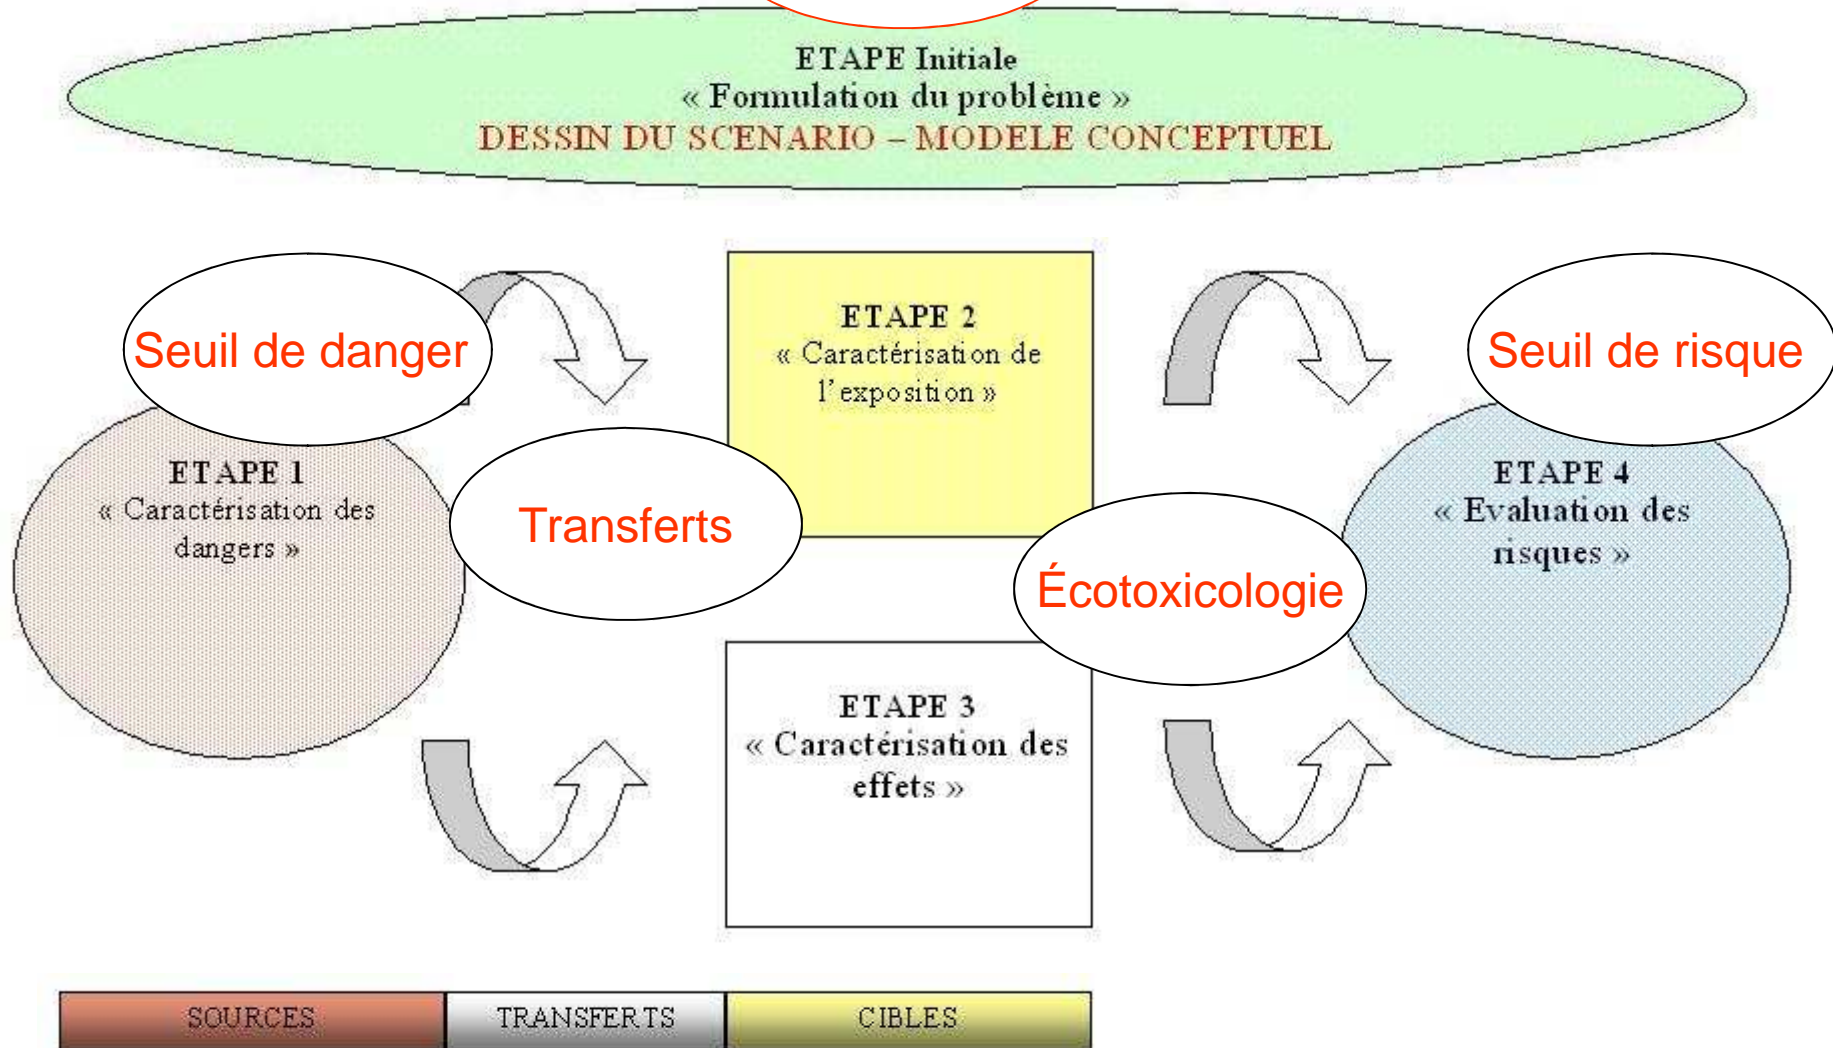 ETAPE Initiale
« Formulation du problème »
DESSIN DU SCENARIO – MODELE CONCEPTUEL
Seuil de danger
ETAPE 1
« Caractérisation des
dangers »
Transferts
ETAPE 2
« Caractérisation de
l'exposition »
Écotoxicologie
ETAPE 3
« Caractérisation des
effets »
Seuil de risque
ETAPE 4
« Evaluation des
risques »
SOURCES
TRANSFERTS
CIBLES